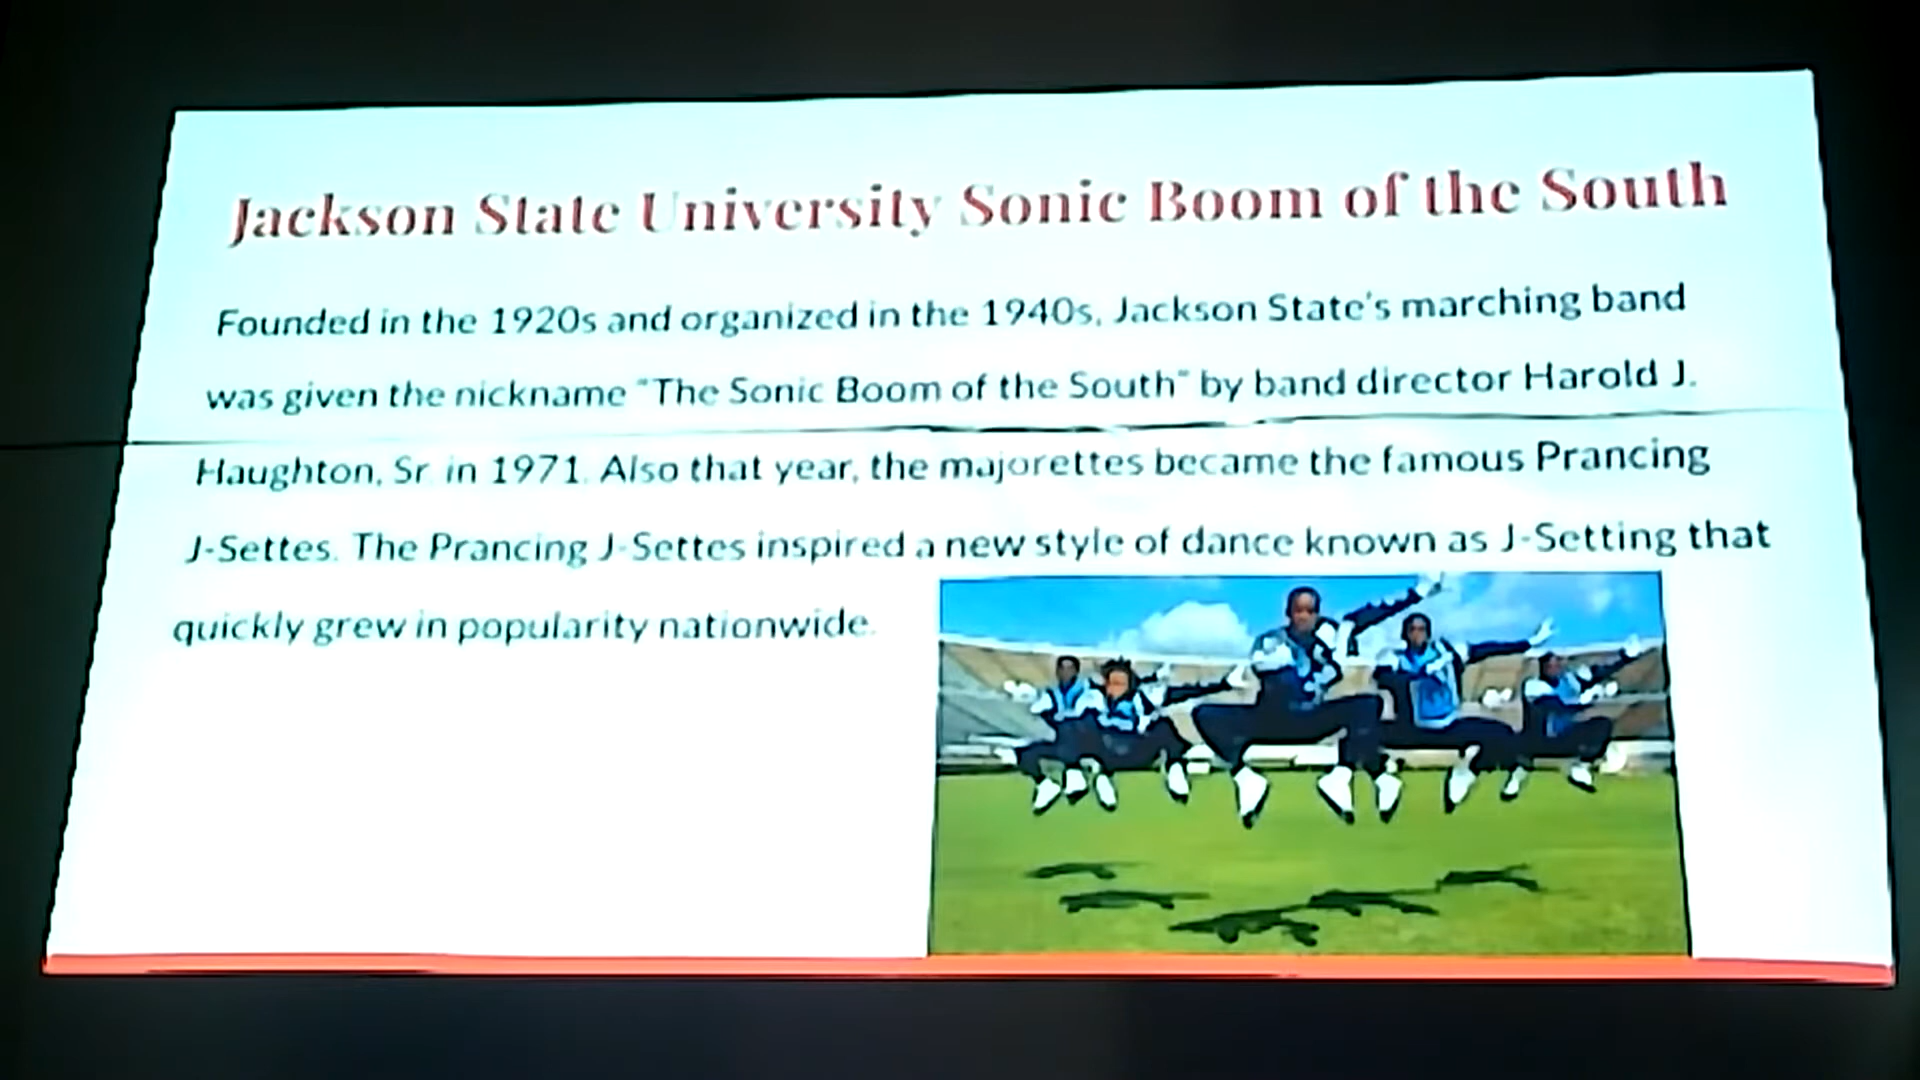 Jackson State University Sonic Boom of the South
Founded in the 1920s and organized in the 1940s, Jackson State's marching band
was given the nickname "The Sonic Boom of the South" by band director Harold J.
Haughton, Sr. in 1971. Also that year, the majorettes became the famous Prancing
J-Settes. The Prancing J-Settes inspired a new style of dance known as J-Setting that
quickly grew in popularity nationwide.